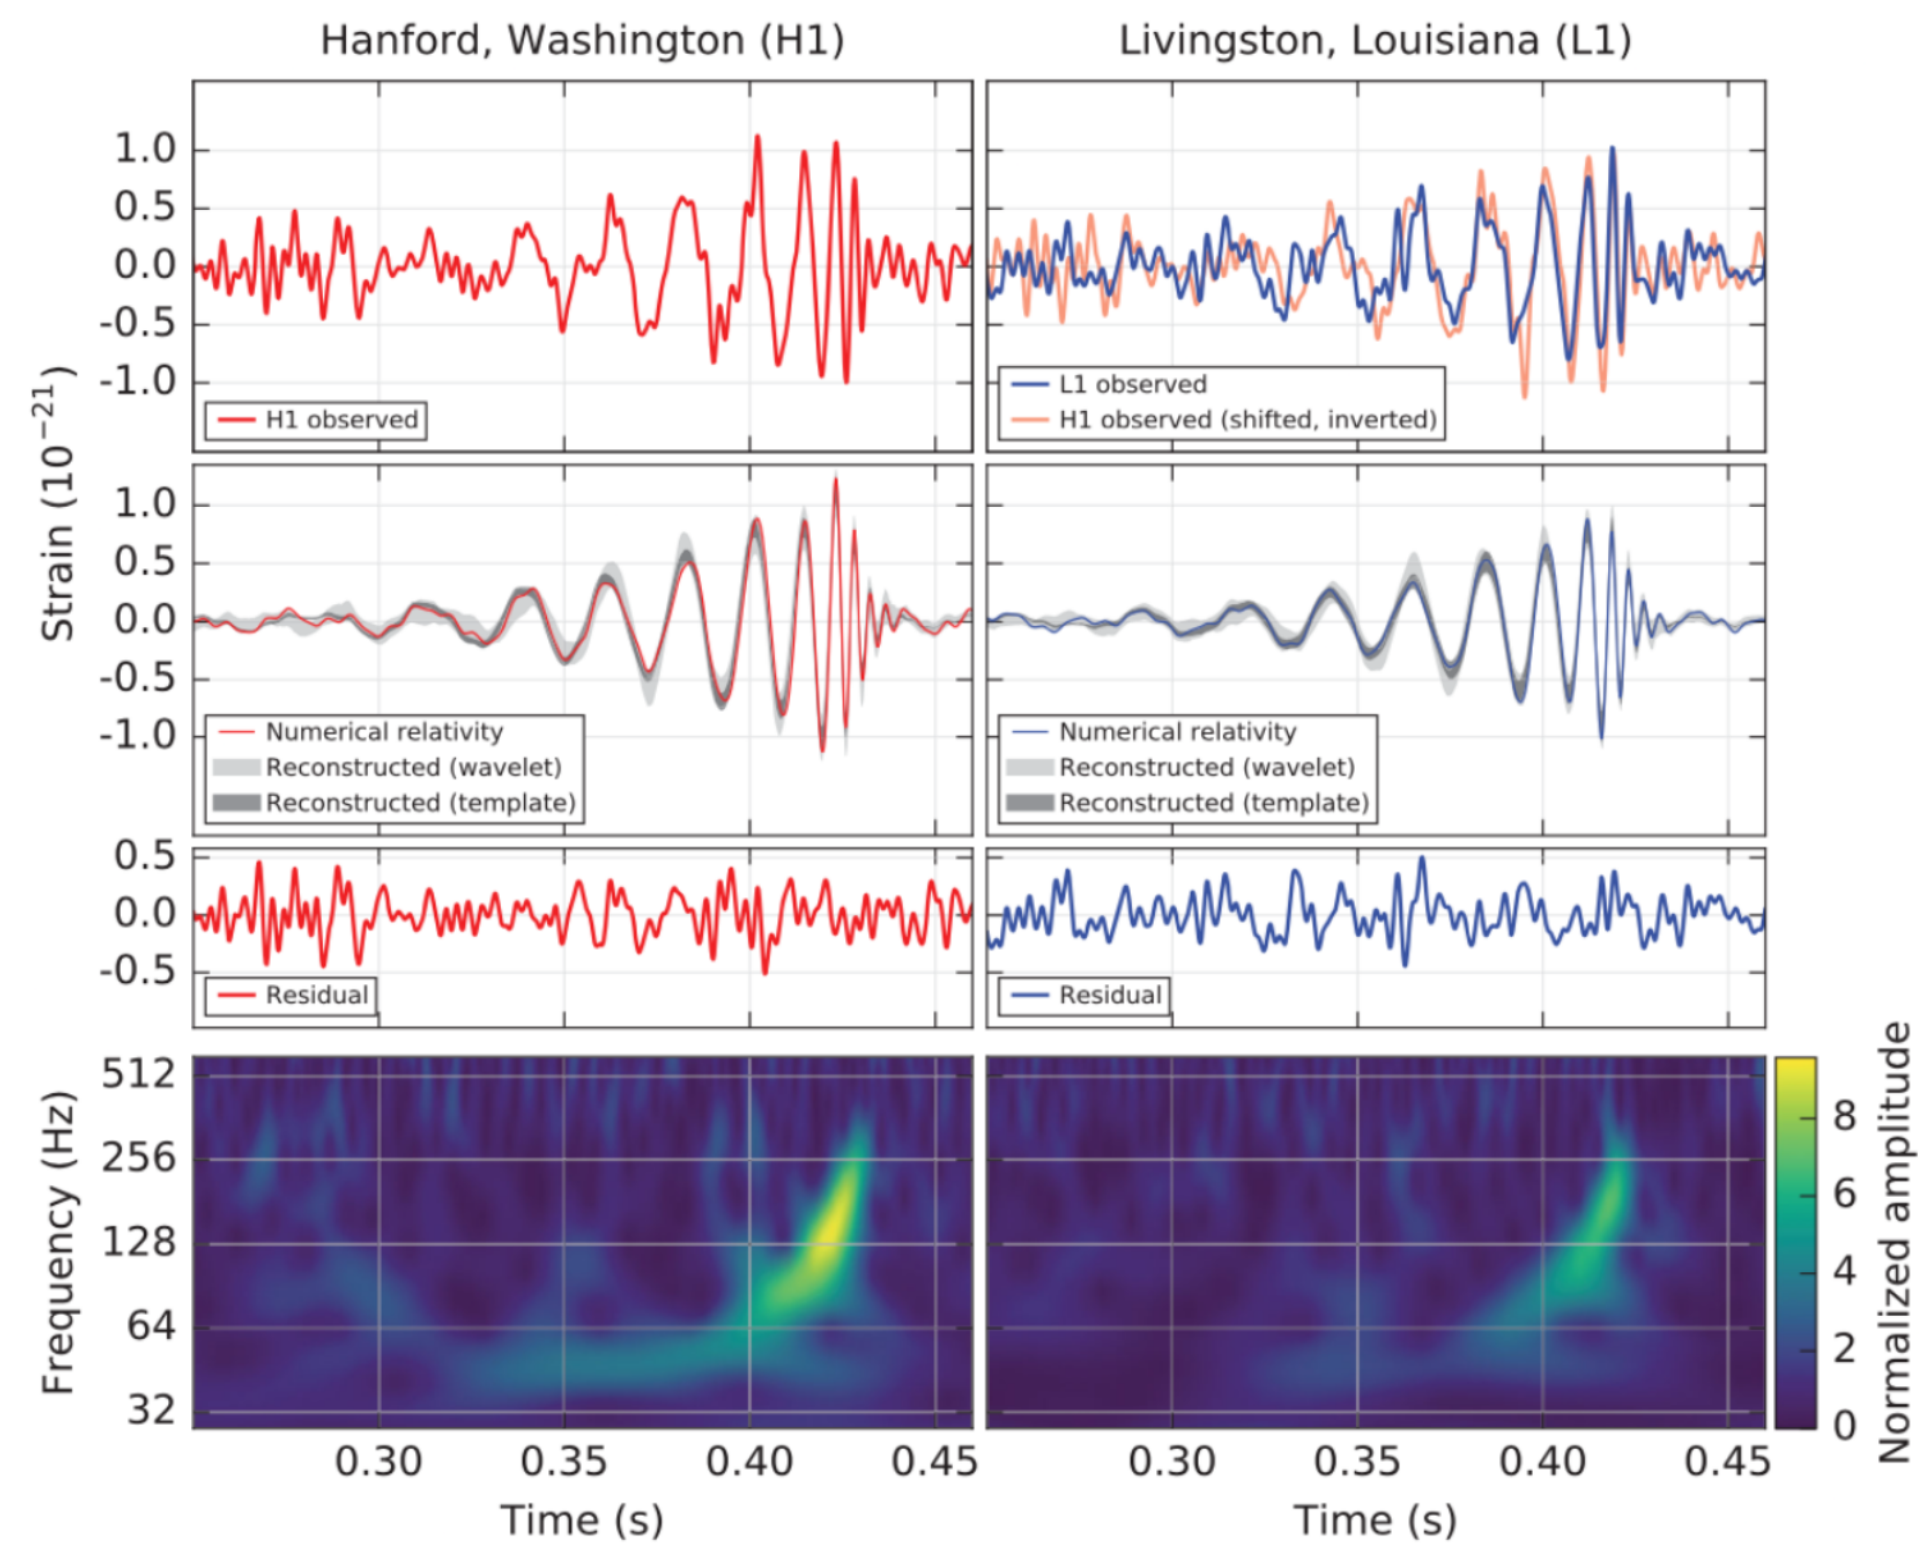 Hanford, Washington (H1)
Livingston, Louisiana (L1)
Strain (10⁻²¹)
1.0
0.5
0.0
-0.5
-1.0
H1 observed
L1 observed
H1 observed (shifted, inverted)
1.0
0.5
0.0
-0.5
-1.0
Numerical relativity
Reconstructed (wavelet)
Reconstructed (template)
Numerical relativity
Reconstructed (wavelet)
Reconstructed (template)
0.5
0.0
-0.5
Residual
Residual
Frequency (Hz)
512
256
128
64
32
0.30 0.35 0.40 0.45
Time (s)
0.30 0.35 0.40 0.45
Time (s)
8
6
4
2
0
Normalized amplitude